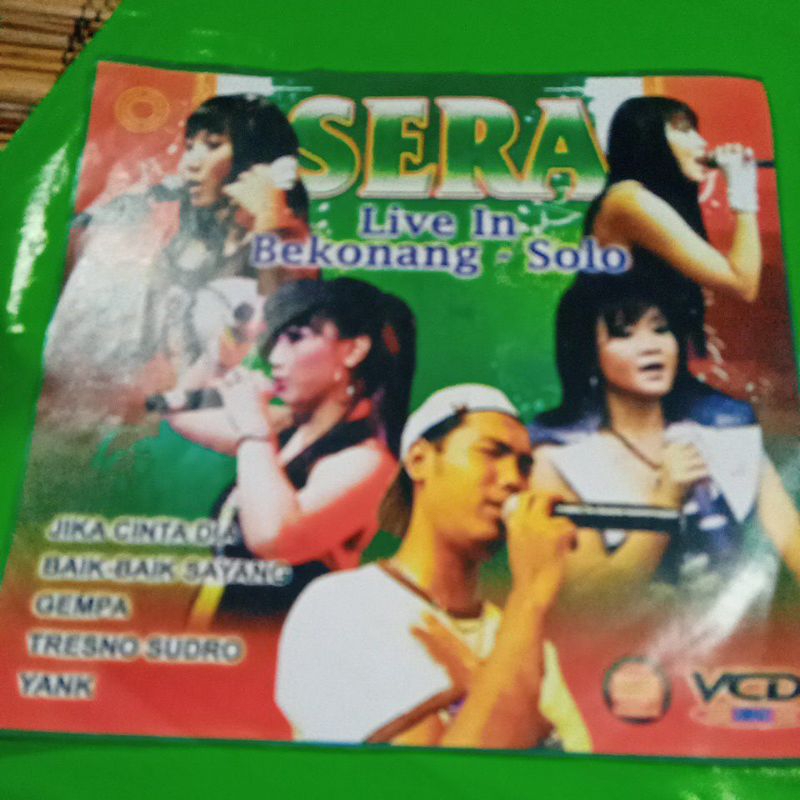 SERA
Live In
Bekonang - Solo
JIKA CINTA DIA
BAIK-BAIK SAYANG
GEMPA
TRESNO SUDRO
YANK
VCD